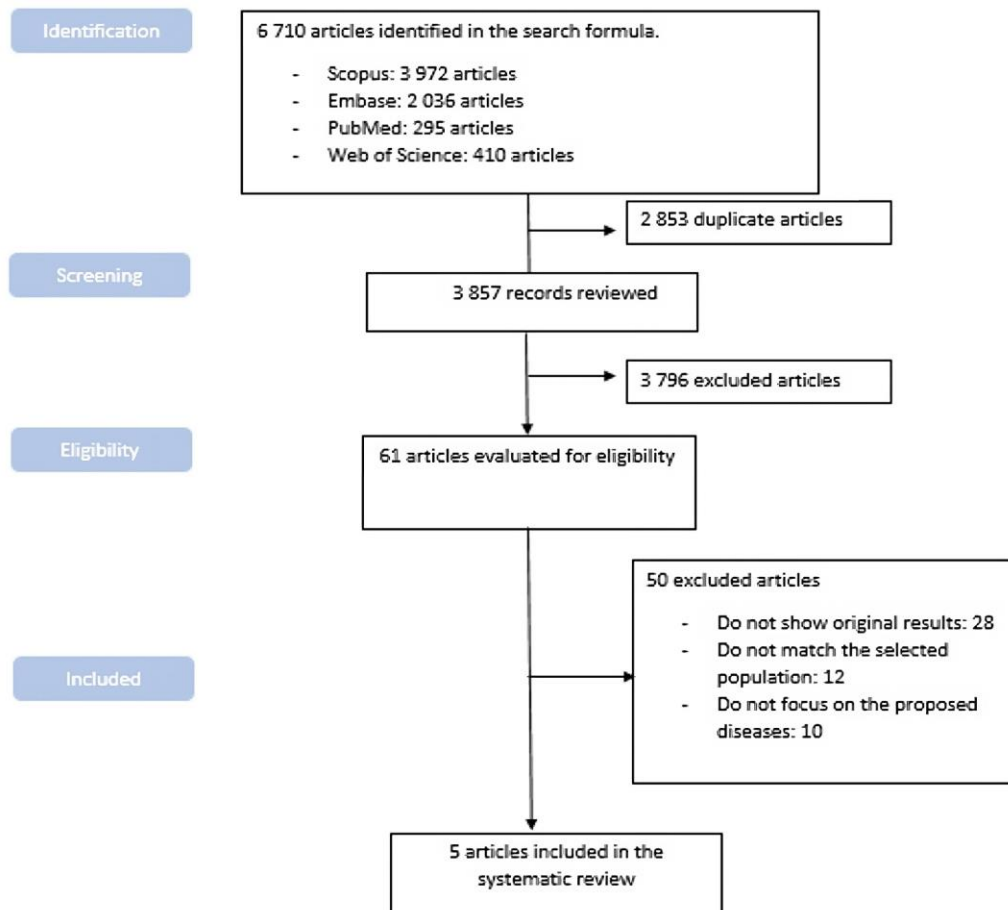 Identification
6 710 articles identified in the search formula.
- Scopus: 3 972 articles
- Embase: 2 036 articles
- PubMed: 295 articles
- Web of Science: 410 articles
2 853 duplicate articles
Screening
3 857 records reviewed
3 796 excluded articles
Eligibility
61 articles evaluated for eligibility
50 excluded articles
- Do not show original results: 28
- Do not match the selected
population: 12
- Do not focus on the proposed
diseases: 10
Included
5 articles included in the
systematic review